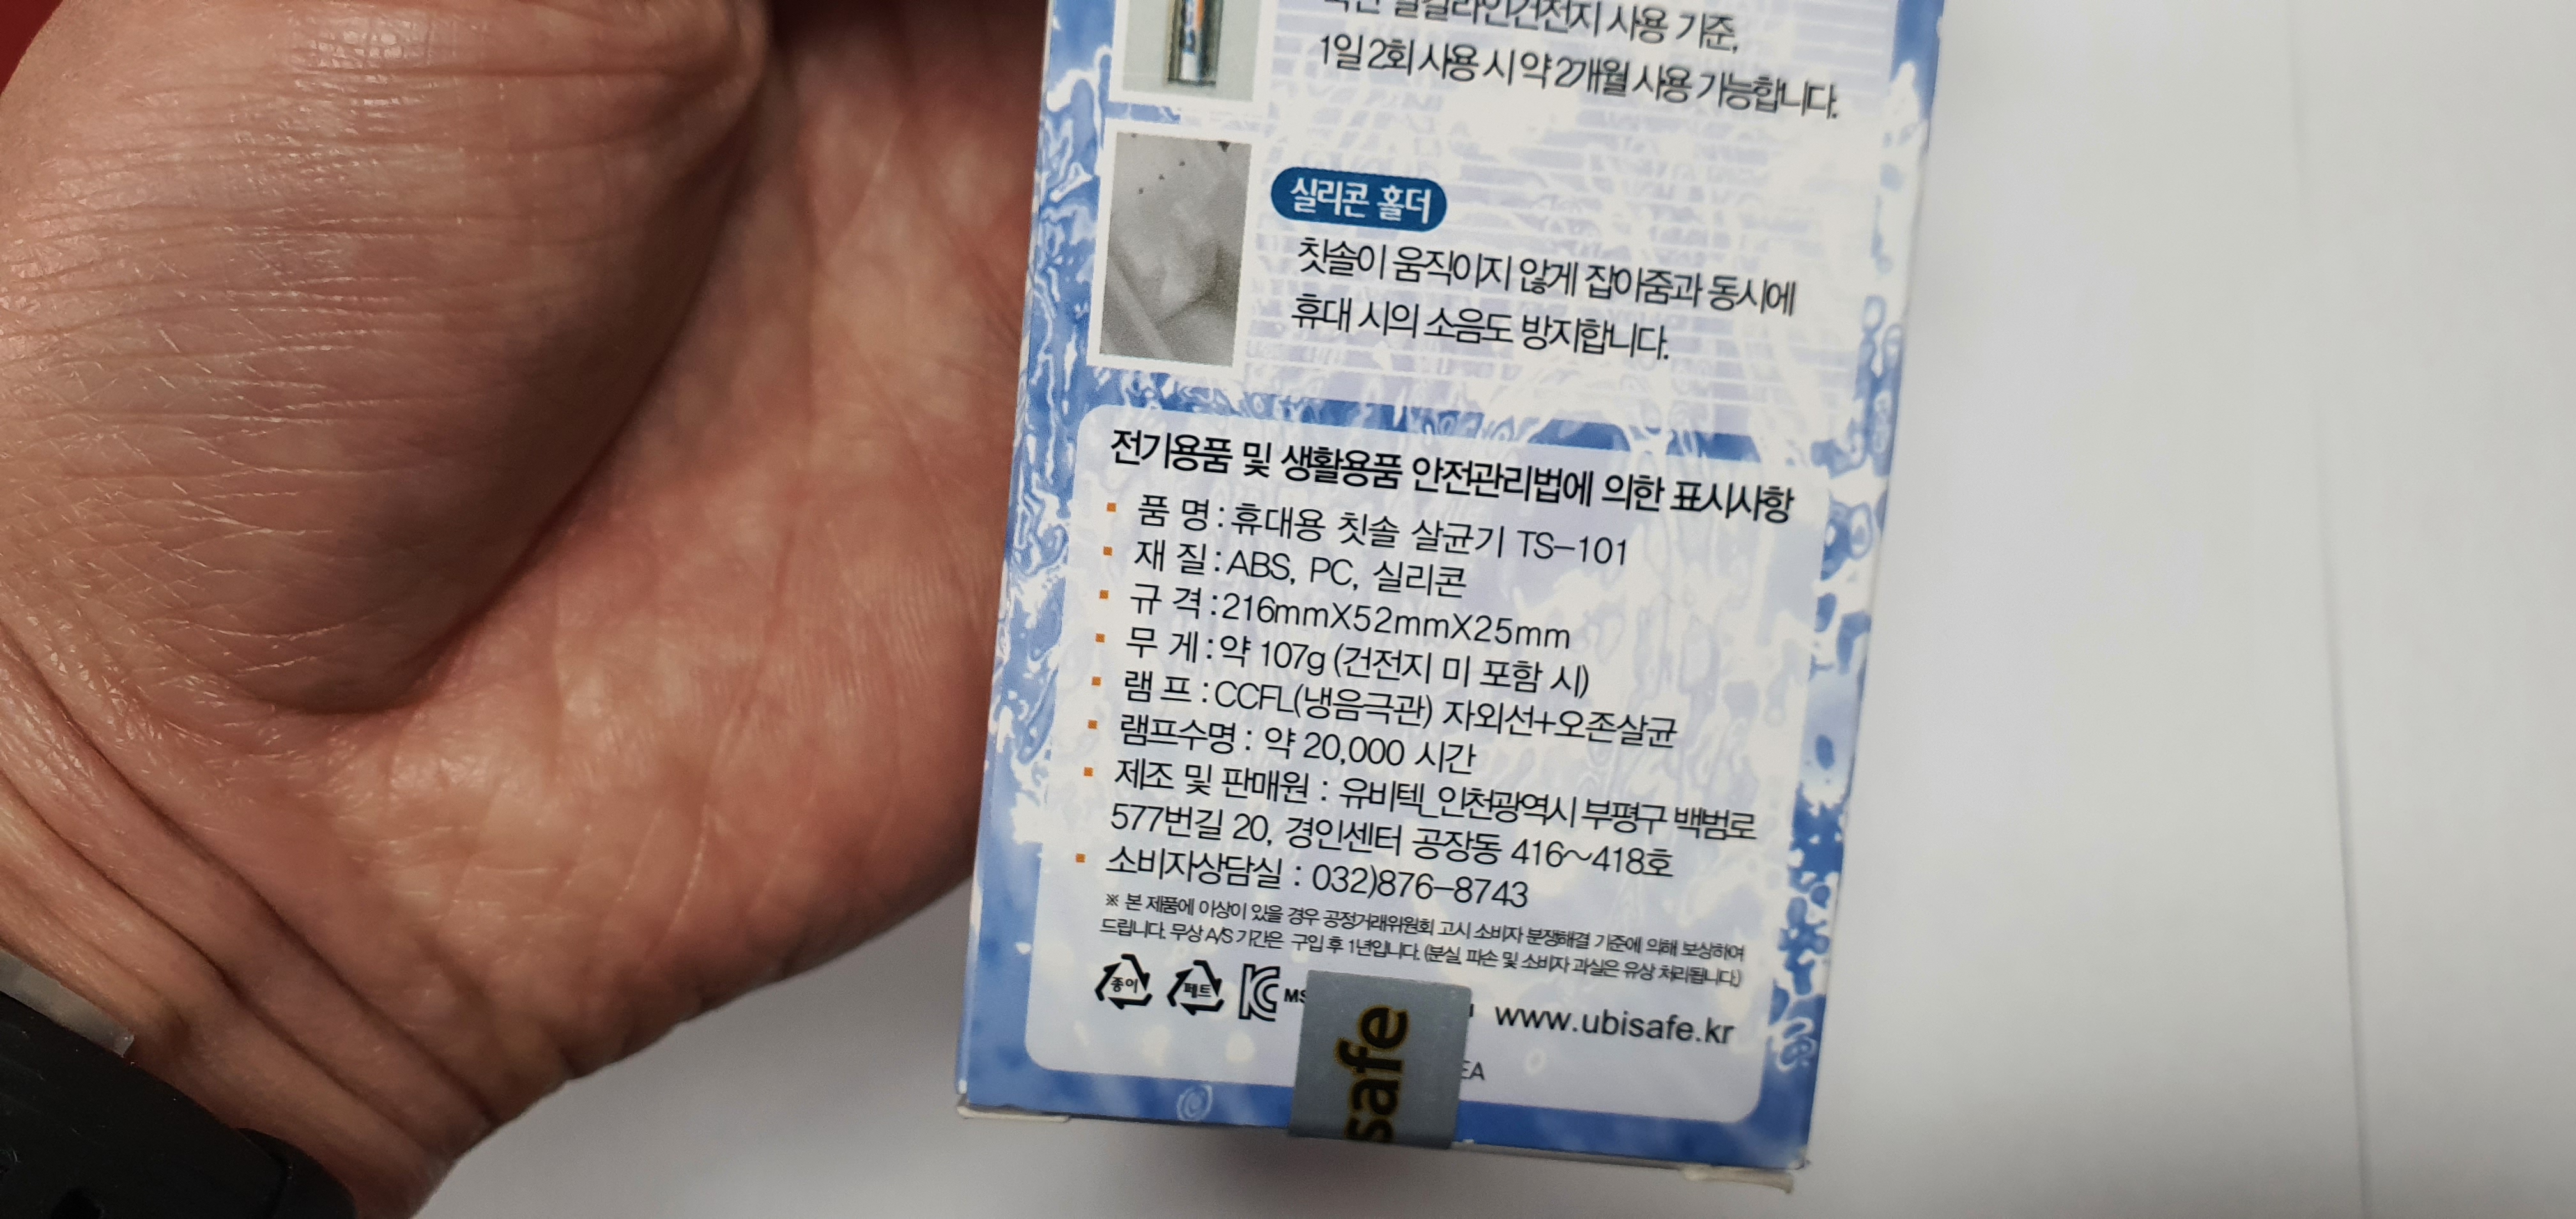 알칼라인건전지 사용 기준,
1일 2회 사용 시 약 2개월 사용 가능합니다.
실리콘 홀더
칫솔이 움직이지 않게 잡아줌과 동시에
휴대 시의 소음도 방지합니다.
전기용품 및 생활용품 안전관리법에 의한 표시사항
품 명 : 휴대용 칫솔 살균기 TS-101
재 질 : ABS, PC, 실리콘
규 격 : 216mmX52mmX25mm
무 게 : 약 107g (건전지 미 포함 시)
램 프 : CCFL(냉음극관) 자외선+오존살균
램프수명 : 약 20,000 시간
제조 및 판매원 : 유비텍_인천광역시 부평구 백범로
577번길 20, 경인센터 공장동 416~418호
소비자상담실 : 032)876-8743
※ 본 제품에 이상이 있을 경우 공정거래위원회 고시 소비자 분쟁해결 기준에 의해 보상하여
드립니다. 무상 A/S 기간은 구입 후 1년입니다. (분실, 파손 및 소비자 과실은 유상 처리됩니다.)
종이 페트 KC www.ubisafe.kr
safe